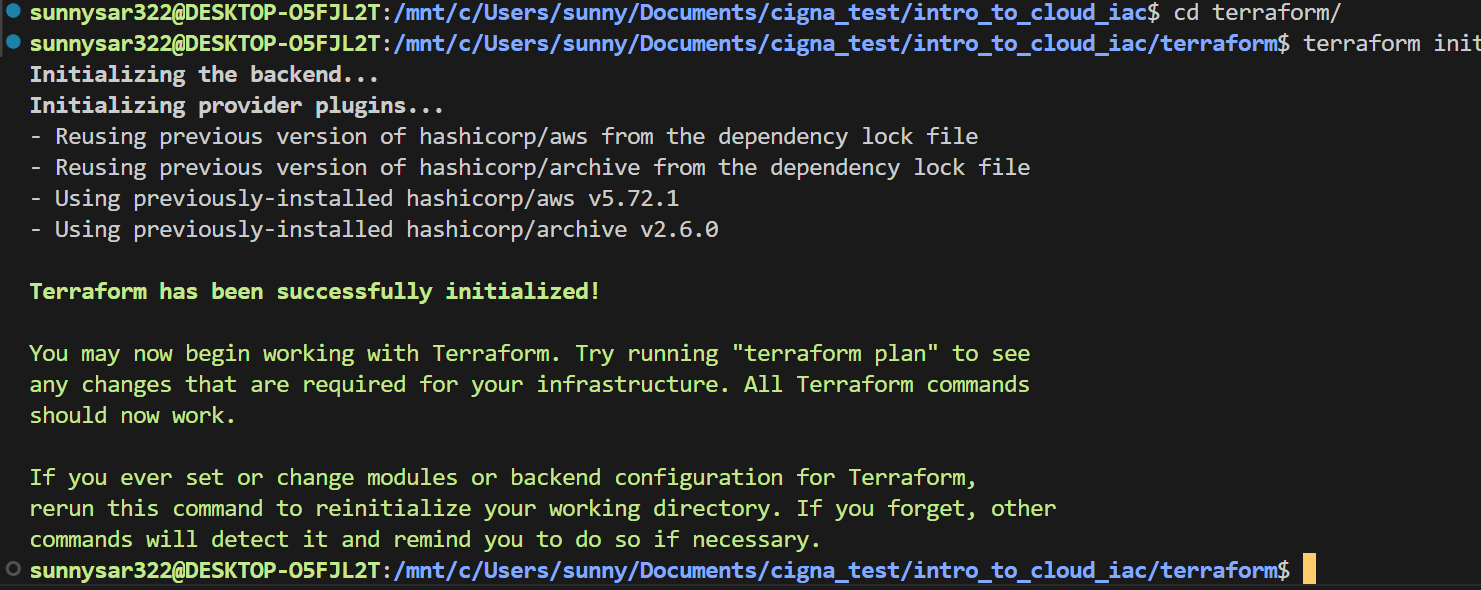 sunnysar322@DESKTOP-O5FJL2T:/mnt/c/Users/sunny/Documents/cigna_test/intro_to_cloud_iac$ cd terraform/
sunnysar322@DESKTOP-O5FJL2T:/mnt/c/Users/sunny/Documents/cigna_test/intro_to_cloud_iac/terraform$ terraform init
Initializing the backend...
Initializing provider plugins...
- Reusing previous version of hashicorp/aws from the dependency lock file
- Reusing previous version of hashicorp/archive from the dependency lock file
- Using previously-installed hashicorp/aws v5.72.1
- Using previously-installed hashicorp/archive v2.6.0
Terraform has been successfully initialized!
You may now begin working with Terraform. Try running "terraform plan" to see
any changes that are required for your infrastructure. All Terraform commands
should now work.
If you ever set or change modules or backend configuration for Terraform,
rerun this command to reinitialize your working directory. If you forget, other
commands will detect it and remind you to do so if necessary.
sunnysar322@DESKTOP-O5FJL2T:/mnt/c/Users/sunny/Documents/cigna_test/intro_to_cloud_iac/terraform$